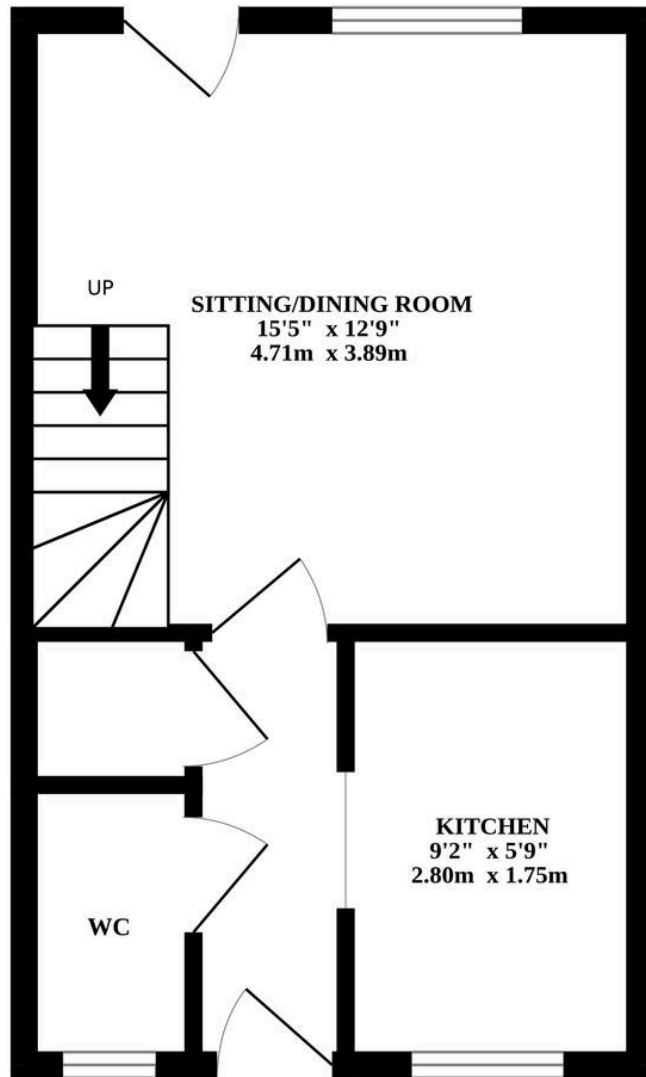 UP
SITTING/DINING ROOM
15'5" x 12'9"
4.71m x 3.89m
KITCHEN
9'2" x 5'9"
2.80m x 1.75m
WC